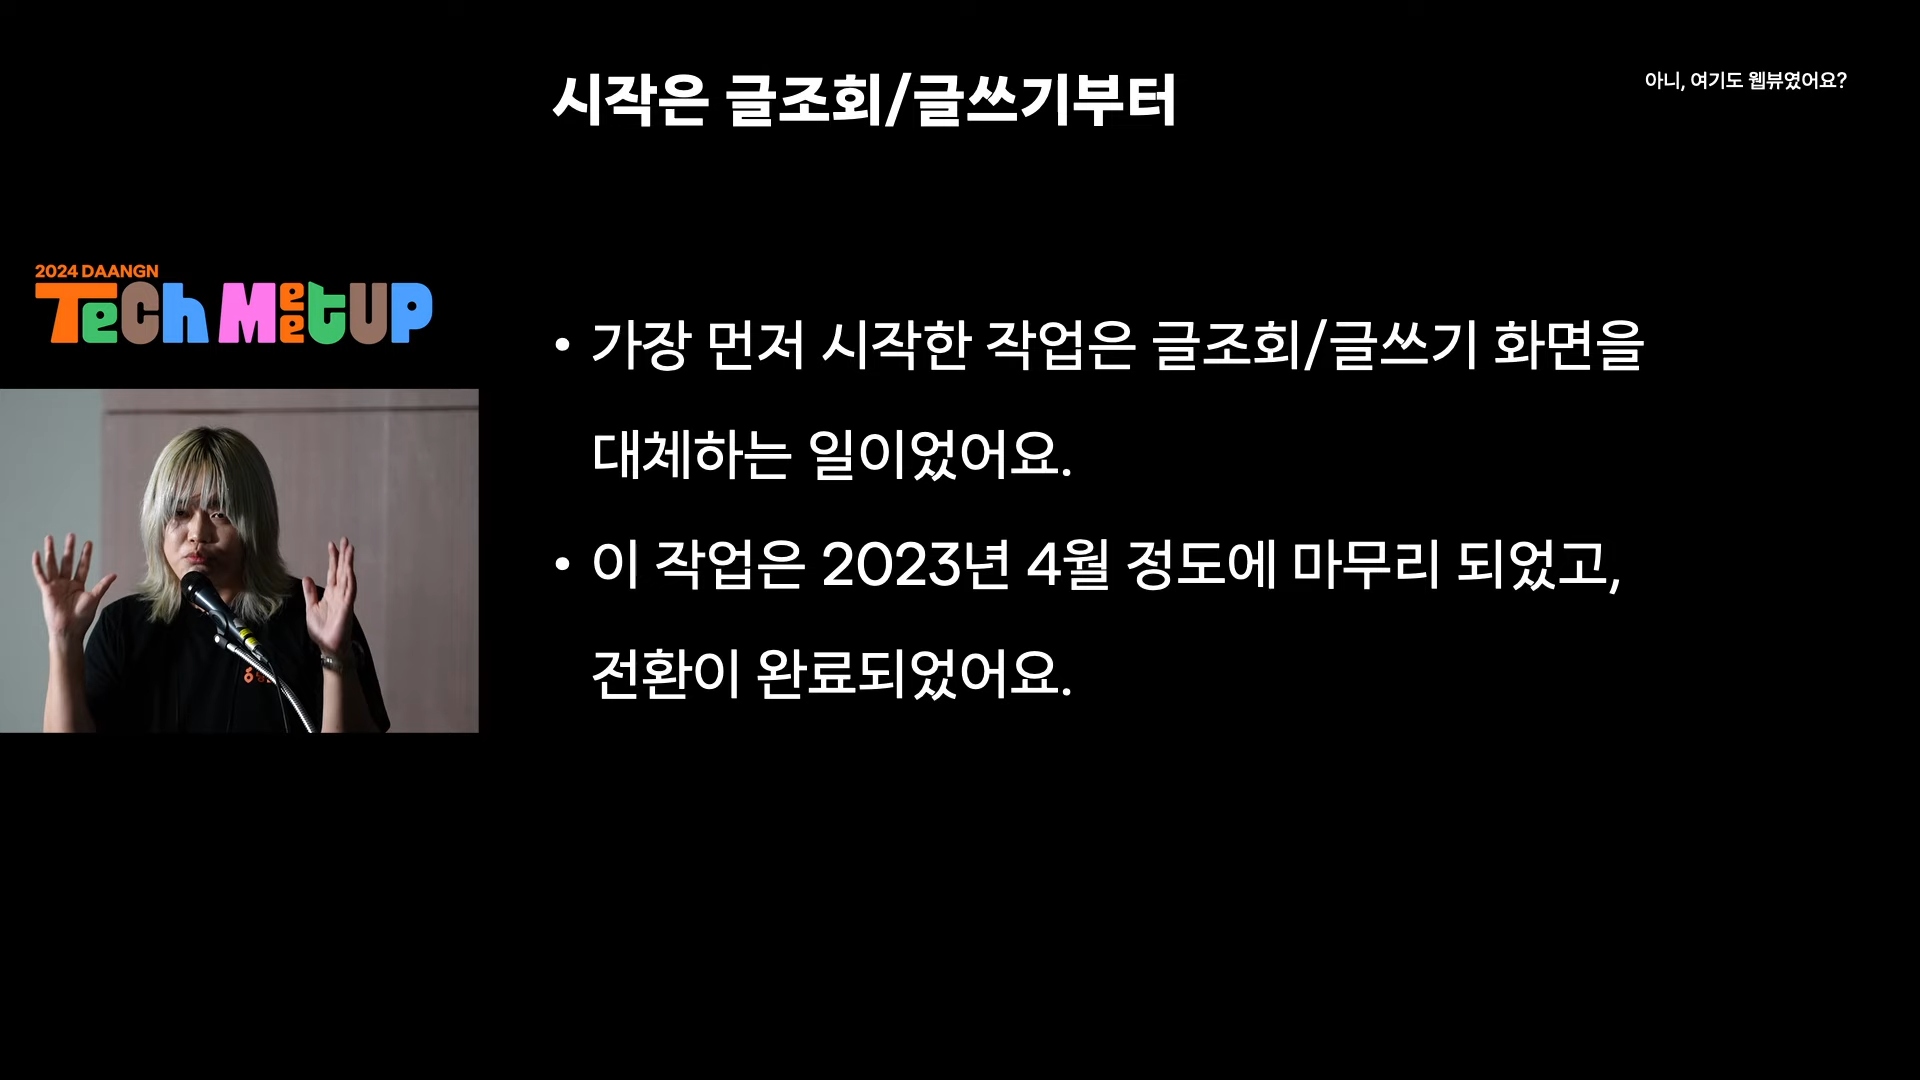 시작은 글조회/글쓰기부터
아니, 여기도 웹뷰였어요?
2024 DAANGN
Tech MeetUP
• 가장 먼저 시작한 작업은 글조회/글쓰기 화면을
대체하는 일이었어요.
• 이 작업은 2023년 4월 정도에 마무리 되었고,
전환이 완료되었어요.